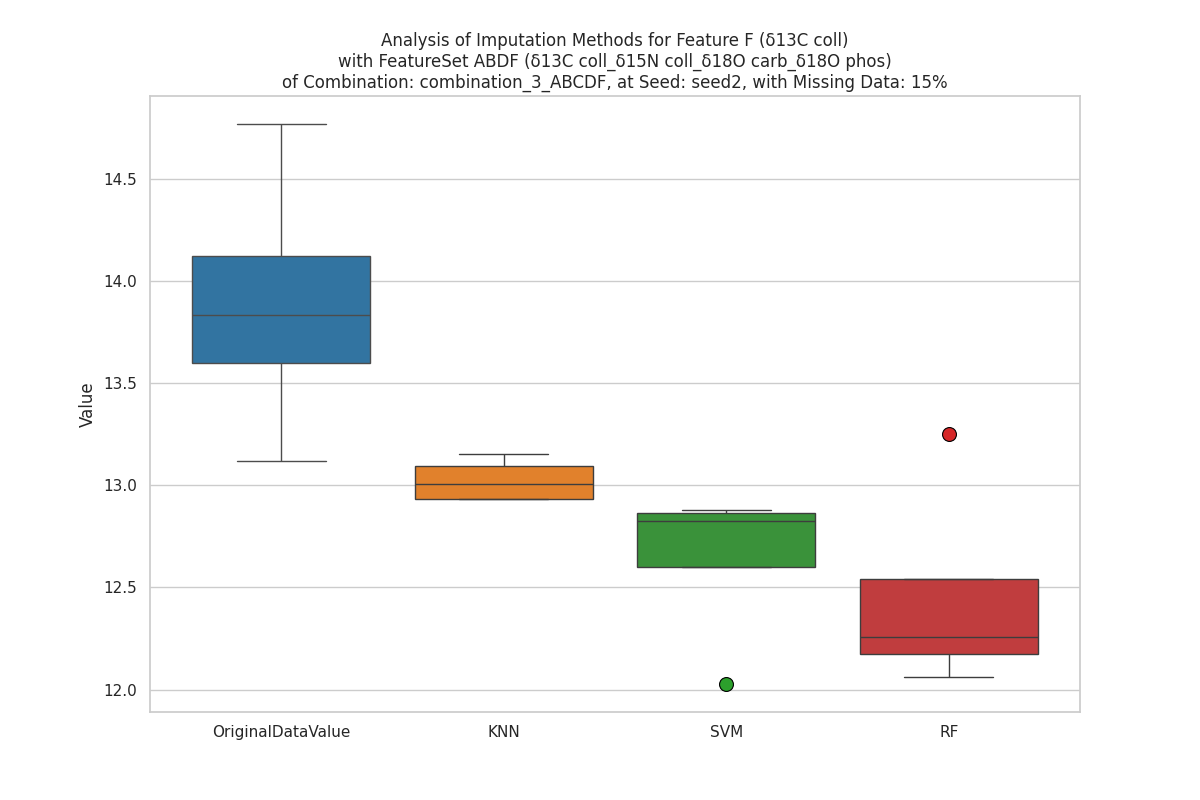 Analysis of Imputation Methods for Feature F (δ13C coll)
with FeatureSet ABDF (δ13C coll_δ15N coll_δ18O carb_δ18O phos)
of Combination: combination_3_ABCDF, at Seed: seed2, with Missing Data: 15%
14.5
14.0
13.5
13.0
12.5
12.0
Value
OriginalDataValue
KNN
SVM
RF